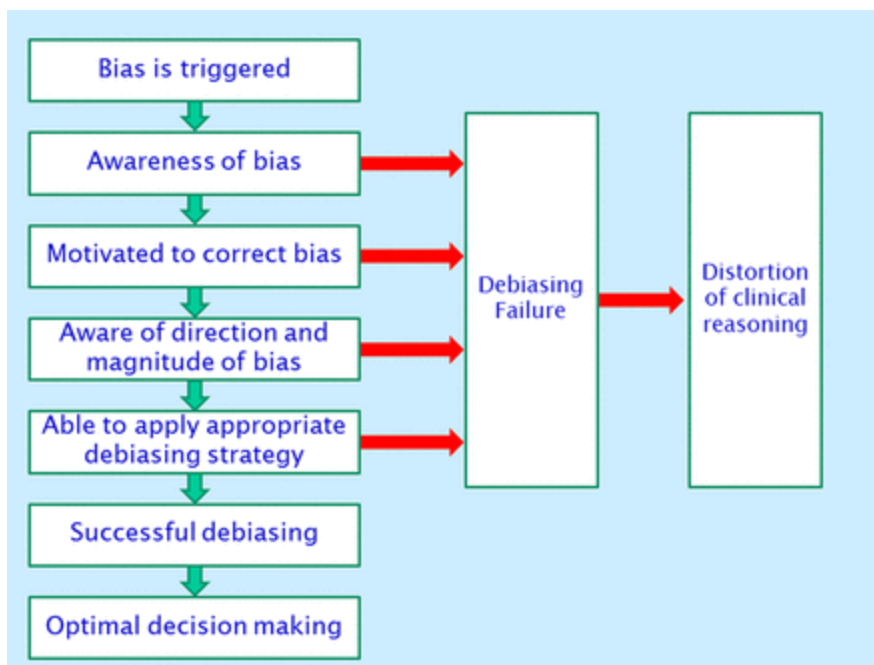 Bias is triggered
Awareness of bias
Motivated to correct bias
Aware of direction and
magnitude of bias
Able to apply appropriate
debiasing strategy
Successful debiasing
Optimal decision making
Debiasing
Failure
Distortion
of clinical
reasoning